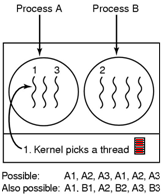 Process A Process B
1 3 2
1. Kernel picks a thread
Possible: A1, A2, A3, A1, A2, A3
Also possible: A1, B1, A2, B2, A3, B3